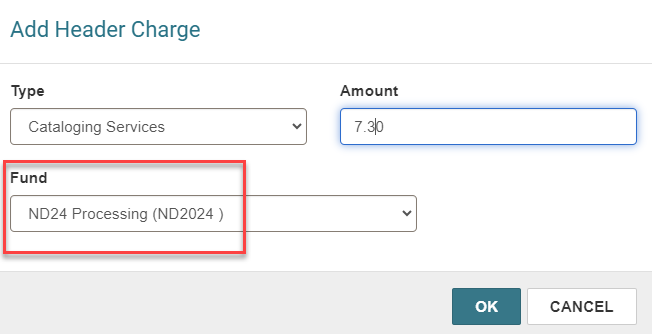 Add Header Charge
Type
Amount
Cataloging Services
7.30
Fund
ND24 Processing (ND2024 )
OK
CANCEL